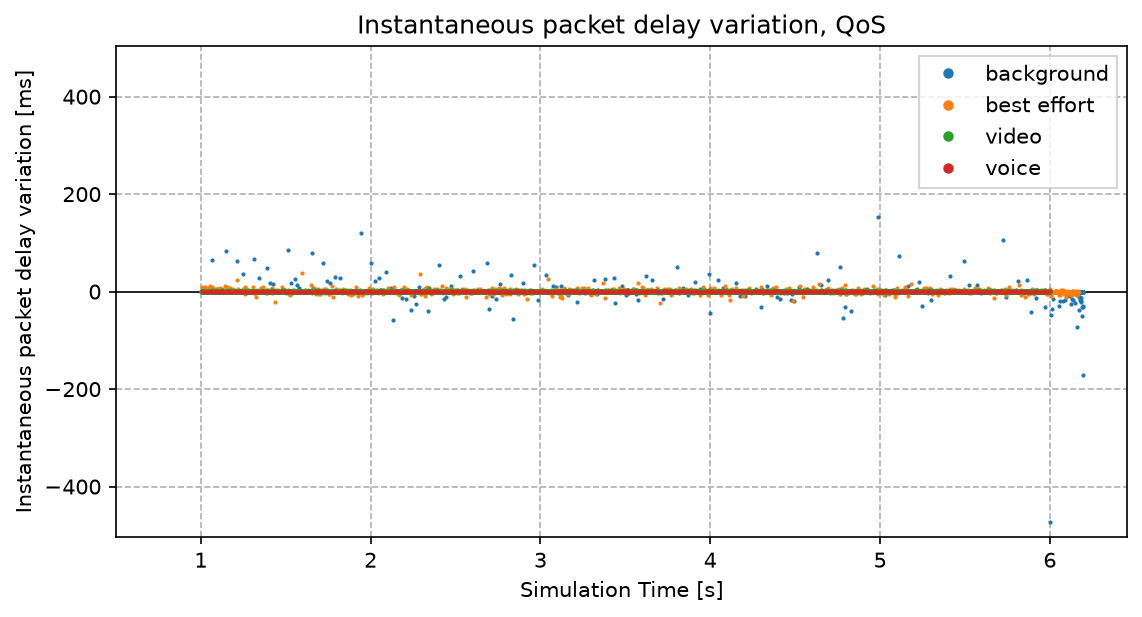 Instantaneous packet delay variation, QoS
Instantaneous packet delay variation [ms]
400
200
0
−200
−400
background
best effort
video
voice
1 2 3 4 5 6
Simulation Time [s]